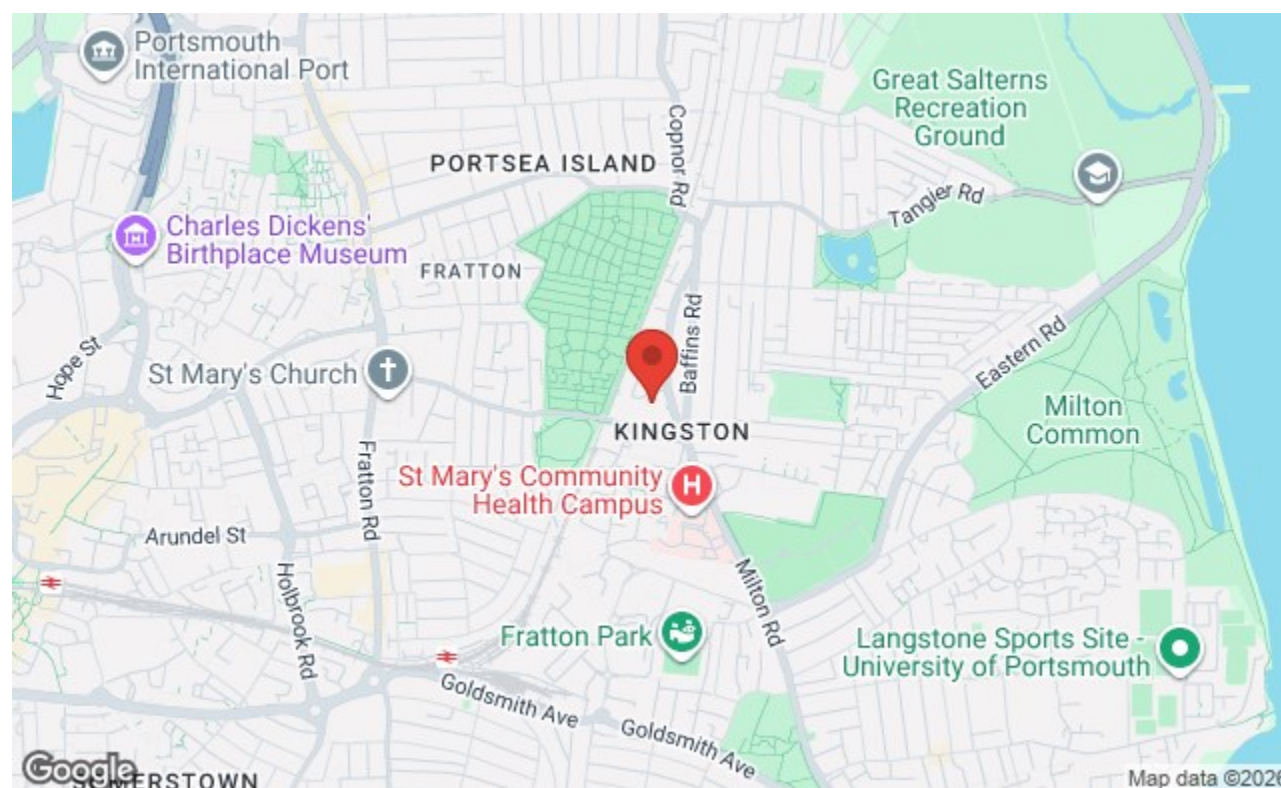 Portsmouth
International Port
Copnor Rd
Great Salterns
Recreation
Ground
PORTSEA ISLAND
Tangier Rd
Charles Dickens'
Birthplace Museum
FRATTON
Baffins Rd
Eastern Rd
Hope St
St Mary's Church
Milton
Common
KINGSTON
St Mary's Community
Health Campus
H
Fratton Rd
Arundel St
Holbrook Rd
Milton Rd
Fratton Park
Langstone Sports Site -
University of Portsmouth
Goldsmith Ave
Goldsmith Ave
Google
SOMERSTOWN
Map data ©2026